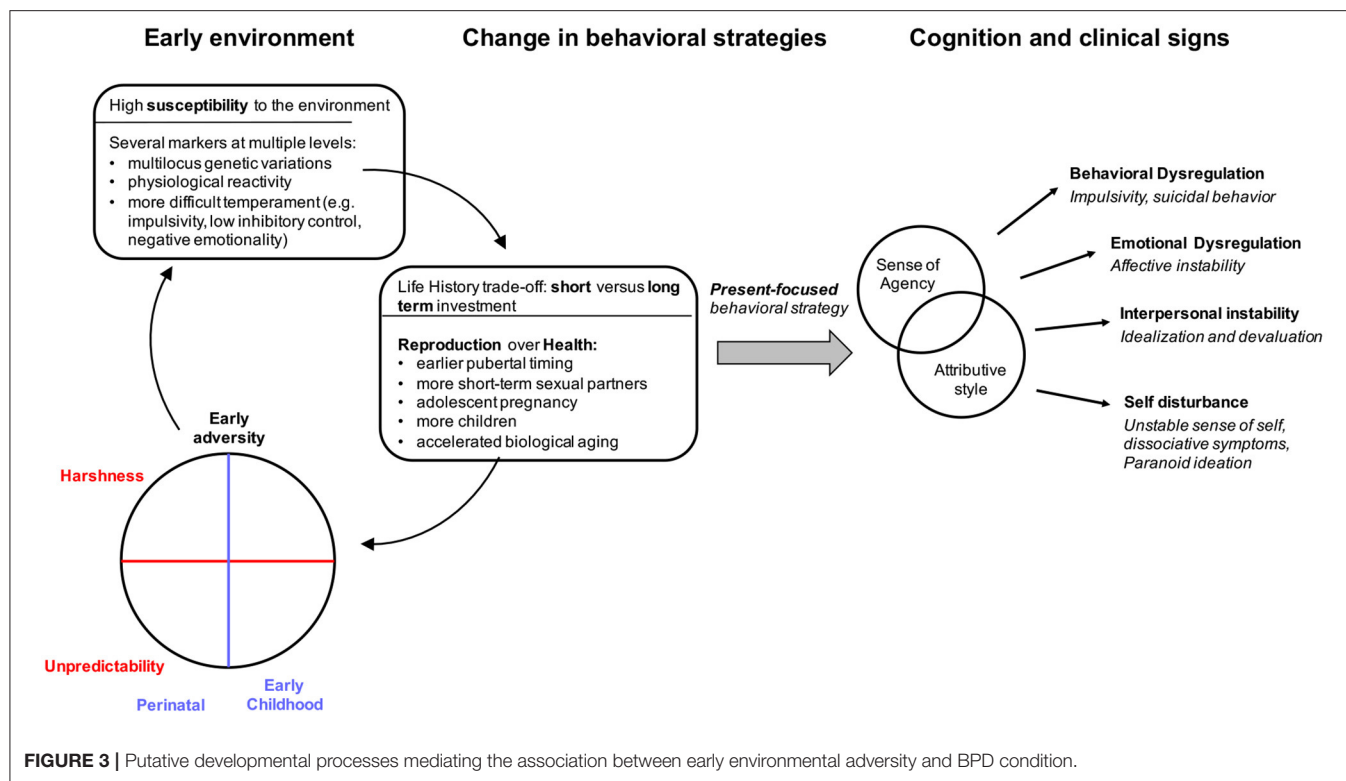 Early environment
Change in behavioral strategies
Cognition and clinical signs
High susceptibility to the environment
Several markers at multiple levels:
• multilocus genetic variations
• physiological reactivity
• more difficult temperament (e.g.
impulsivity, low inhibitory control,
negative emotionality)
Life History trade-off: short versus long
term investment
Reproduction over Health:
• earlier pubertal timing
• more short-term sexual partners
• adolescent pregnancy
• more children
• accelerated biological aging
Early
adversity
Harshness
Unpredictability
Perinatal
Early
Childhood
Present-focused
behavioral strategy
Sense of
Agency
Attributive
style
Behavioral Dysregulation
Impulsivity, suicidal behavior
Emotional Dysregulation
Affective instability
Interpersonal instability
Idealization and devaluation
Self disturbance
Unstable sense of self,
dissociative symptoms,
Paranoid ideation
FIGURE 3 | Putative developmental processes mediating the association between early environmental adversity and BPD condition.